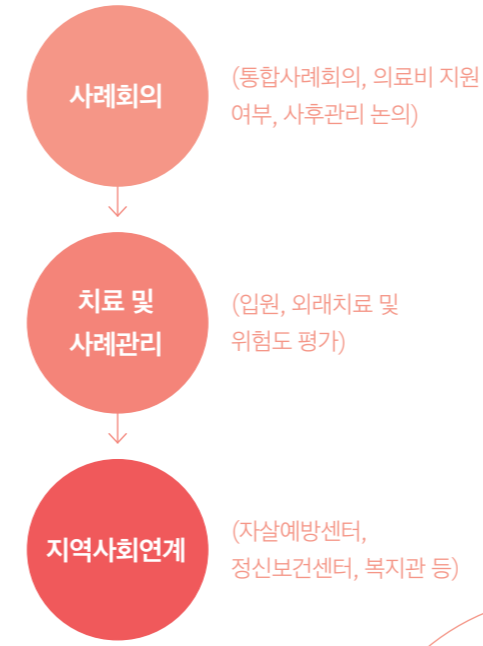 사례회의
(통합사례회의, 의료비 지원
여부, 사후관리 논의)
치료 및
사례관리
(입원, 외래치료 및
위험도 평가)
지역사회연계
(자살예방센터,
정신보건센터, 복지관 등)